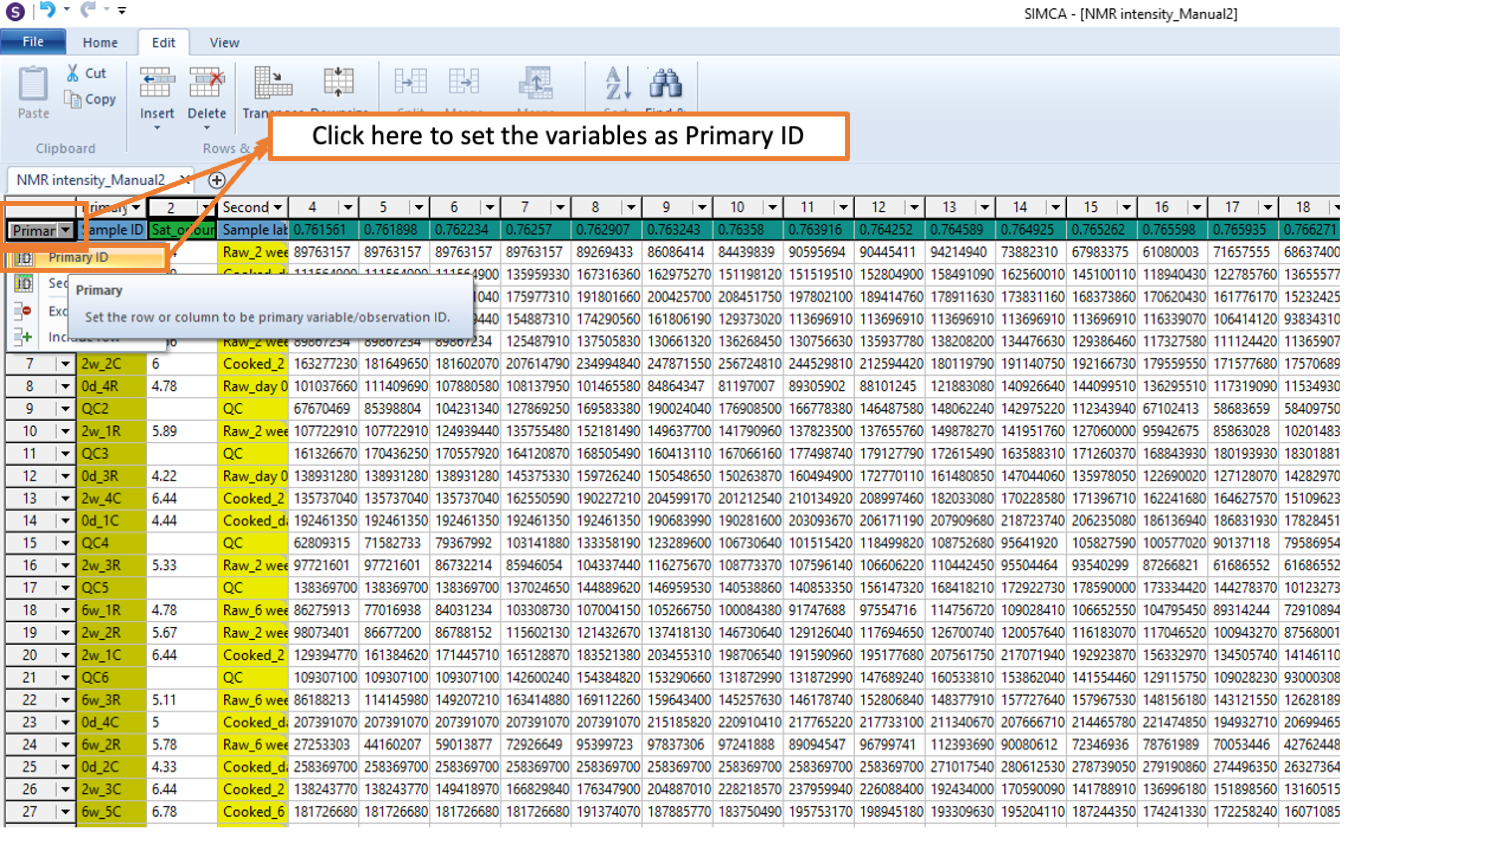 S
SIMCA - [NMR intensity_Manual2]
File Home Edit View
Cut
Copy
Paste Insert Delete
Clipboard Rows &
Click here to set the variables as Primary ID
NMR intensity_Manual2
Primary 2 Second 4 5 6 7 8 9 10 11 12 13 14 15 16 17 18
Primar Sample ID Sample lab 0.761561 0.761898 0.762234 0.76257 0.762907 0.763243 0.76358 0.763916 0.764252 0.764589 0.764925 0.765262 0.765598 0.765935 0.766271
Raw_2 wee 89763157 89763157 89763157 89763157 89269433 86086414 84439839 90595694 90445411 94214940 73882310 67983375 61080003 71657555 68637400
Primary ID
135959330 167316360 162975270 151198120 151519510 152804900 158491090 162560010 145100110 118940430 122785760 13655577
Sec
Primary
175977310 191801660 200425700 208451750 197802100 189414760 178911630 173831160 168373860 170620430 161776170 15232425
Exc
Set the row or column to be primary variable/observation ID.
154887310 174290560 161806190 129373020 113696910 113696910 113696910 113696910 113696910 116339070 106414120 93834310
Raw_2 wee 89867234 89867234 89867234 125487910 137505830 130661320 136268450 130756630 135937780 138208200 134476630 129386460 117327580 111124420 11365907
7 2w_2C 6 Cooked_2 163277230 181649650 181602070 207614790 234994840 247871550 256724810 244529810 212594420 180119790 191140750 192166730 179559550 171577680 17570689
8 0d_4R 4.78 Raw_day 0 101037660 111409690 107880580 108137950 101465580 84864347 81197007 89305902 88101245 121883080 140926640 144099510 136295510 117319090 11534930
9 QC2 QC 67670469 85398804 104231340 127869250 169583380 190024040 176908500 166778380 146487580 148062240 142975220 112343940 67102413 58683659 58409750
10 2w_1R 5.89 Raw_2 wee 107722910 107722910 124939440 135755480 152181490 149637700 141790960 137823500 137655760 149878270 141951760 127060000 95942675 85863028 10201483
11 QC3 QC 161326670 170436250 170557920 164120870 168505490 160413110 167066160 177498740 179127790 172615490 163588310 171260370 168843930 180193930 18301881
12 0d_3R 4.22 Raw_day 0 138931280 138931280 138931280 145375330 159726240 150548650 150263870 160494900 172770110 161480850 147044060 135978050 122690020 127128070 14282970
13 2w_4C 6.44 Cooked_2 135737040 135737040 135737040 162550590 190227210 204599170 201212540 210134920 208997460 182033080 170228580 171396710 162241680 164627570 15109623
14 0d_1C 4.44 Cooked_da 192461350 192461350 192461350 192461350 192461350 190683990 190281600 203093670 206171190 207909680 218723740 206235080 186136940 186831930 17828451
15 QC4 QC 62809315 71582733 79367992 103141880 133358190 123289600 106730640 101515420 118499820 108752680 95641920 105827590 100577020 90137118 79586954
16 2w_3R 5.33 Raw_2 wee 97721601 97721601 86732214 85946054 104337440 116275670 108773370 107596140 106606220 110442450 95504464 93540299 87266821 61686552 61686552
17 QC5 QC 138369700 138369700 138369700 137024650 144889620 146959530 140538860 140853350 156147320 168418210 172922730 178590000 173334420 144278370 10123273
18 6w_1R 4.78 Raw_6 wee 86275913 77016938 84031234 103308730 107004150 105266750 100084380 91747688 97554716 114756720 109028410 106652550 104795450 89314244 72910894
19 2w_2R 5.67 Raw_2 wee 98073401 86677200 86788152 115602130 121432670 137418130 146730640 129126040 117694650 126700740 120057640 116183070 117046520 100943270 87568001
20 2w_1C 6.44 Cooked_2 129394770 161384620 171445710 165128870 183521380 203455310 198706540 191590960 195177680 207561750 217071940 192923870 156332970 134505740 14146110
21 QC6 QC 109307100 109307100 109307100 142600240 154384820 153290660 131872990 131872990 147689240 160533810 153862040 141554460 129115750 109028230 93000308
22 6w_3R 5.11 Raw_6 wee 86188213 114145980 149207210 163414880 169112260 159643400 145257630 146178740 152806840 148377910 157727640 157967530 148156180 143121550 12628189
23 0d_4C 5 Cooked_da 207391070 207391070 207391070 207391070 207391070 215185820 220910410 217765220 217733100 211340670 207666710 214465780 221474850 194932710 20699465
24 6w_2R 5.78 Raw_6 wee 27253303 44160207 59013877 72926649 95399723 97837306 97241888 89094547 96799741 112393690 90080612 72346936 78761989 70053446 42762448
25 0d_2C 4.33 Cooked_da 258369700 258369700 258369700 258369700 258369700 258369700 258369700 258369700 258369700 271017540 280612530 278739050 279190860 274496350 26327364
26 2w_3C 6.44 Cooked_2 138243770 138243770 149418970 166829840 176347900 204887010 228218570 237959940 226088400 192434000 170590090 141788910 136996180 151898560 13160515
27 6w_5C 6.78 Cooked_6 181726680 181726680 181726680 181726680 191374070 187885770 183750490 195753170 198945180 193309630 195204110 187244350 174241330 172258240 16071085